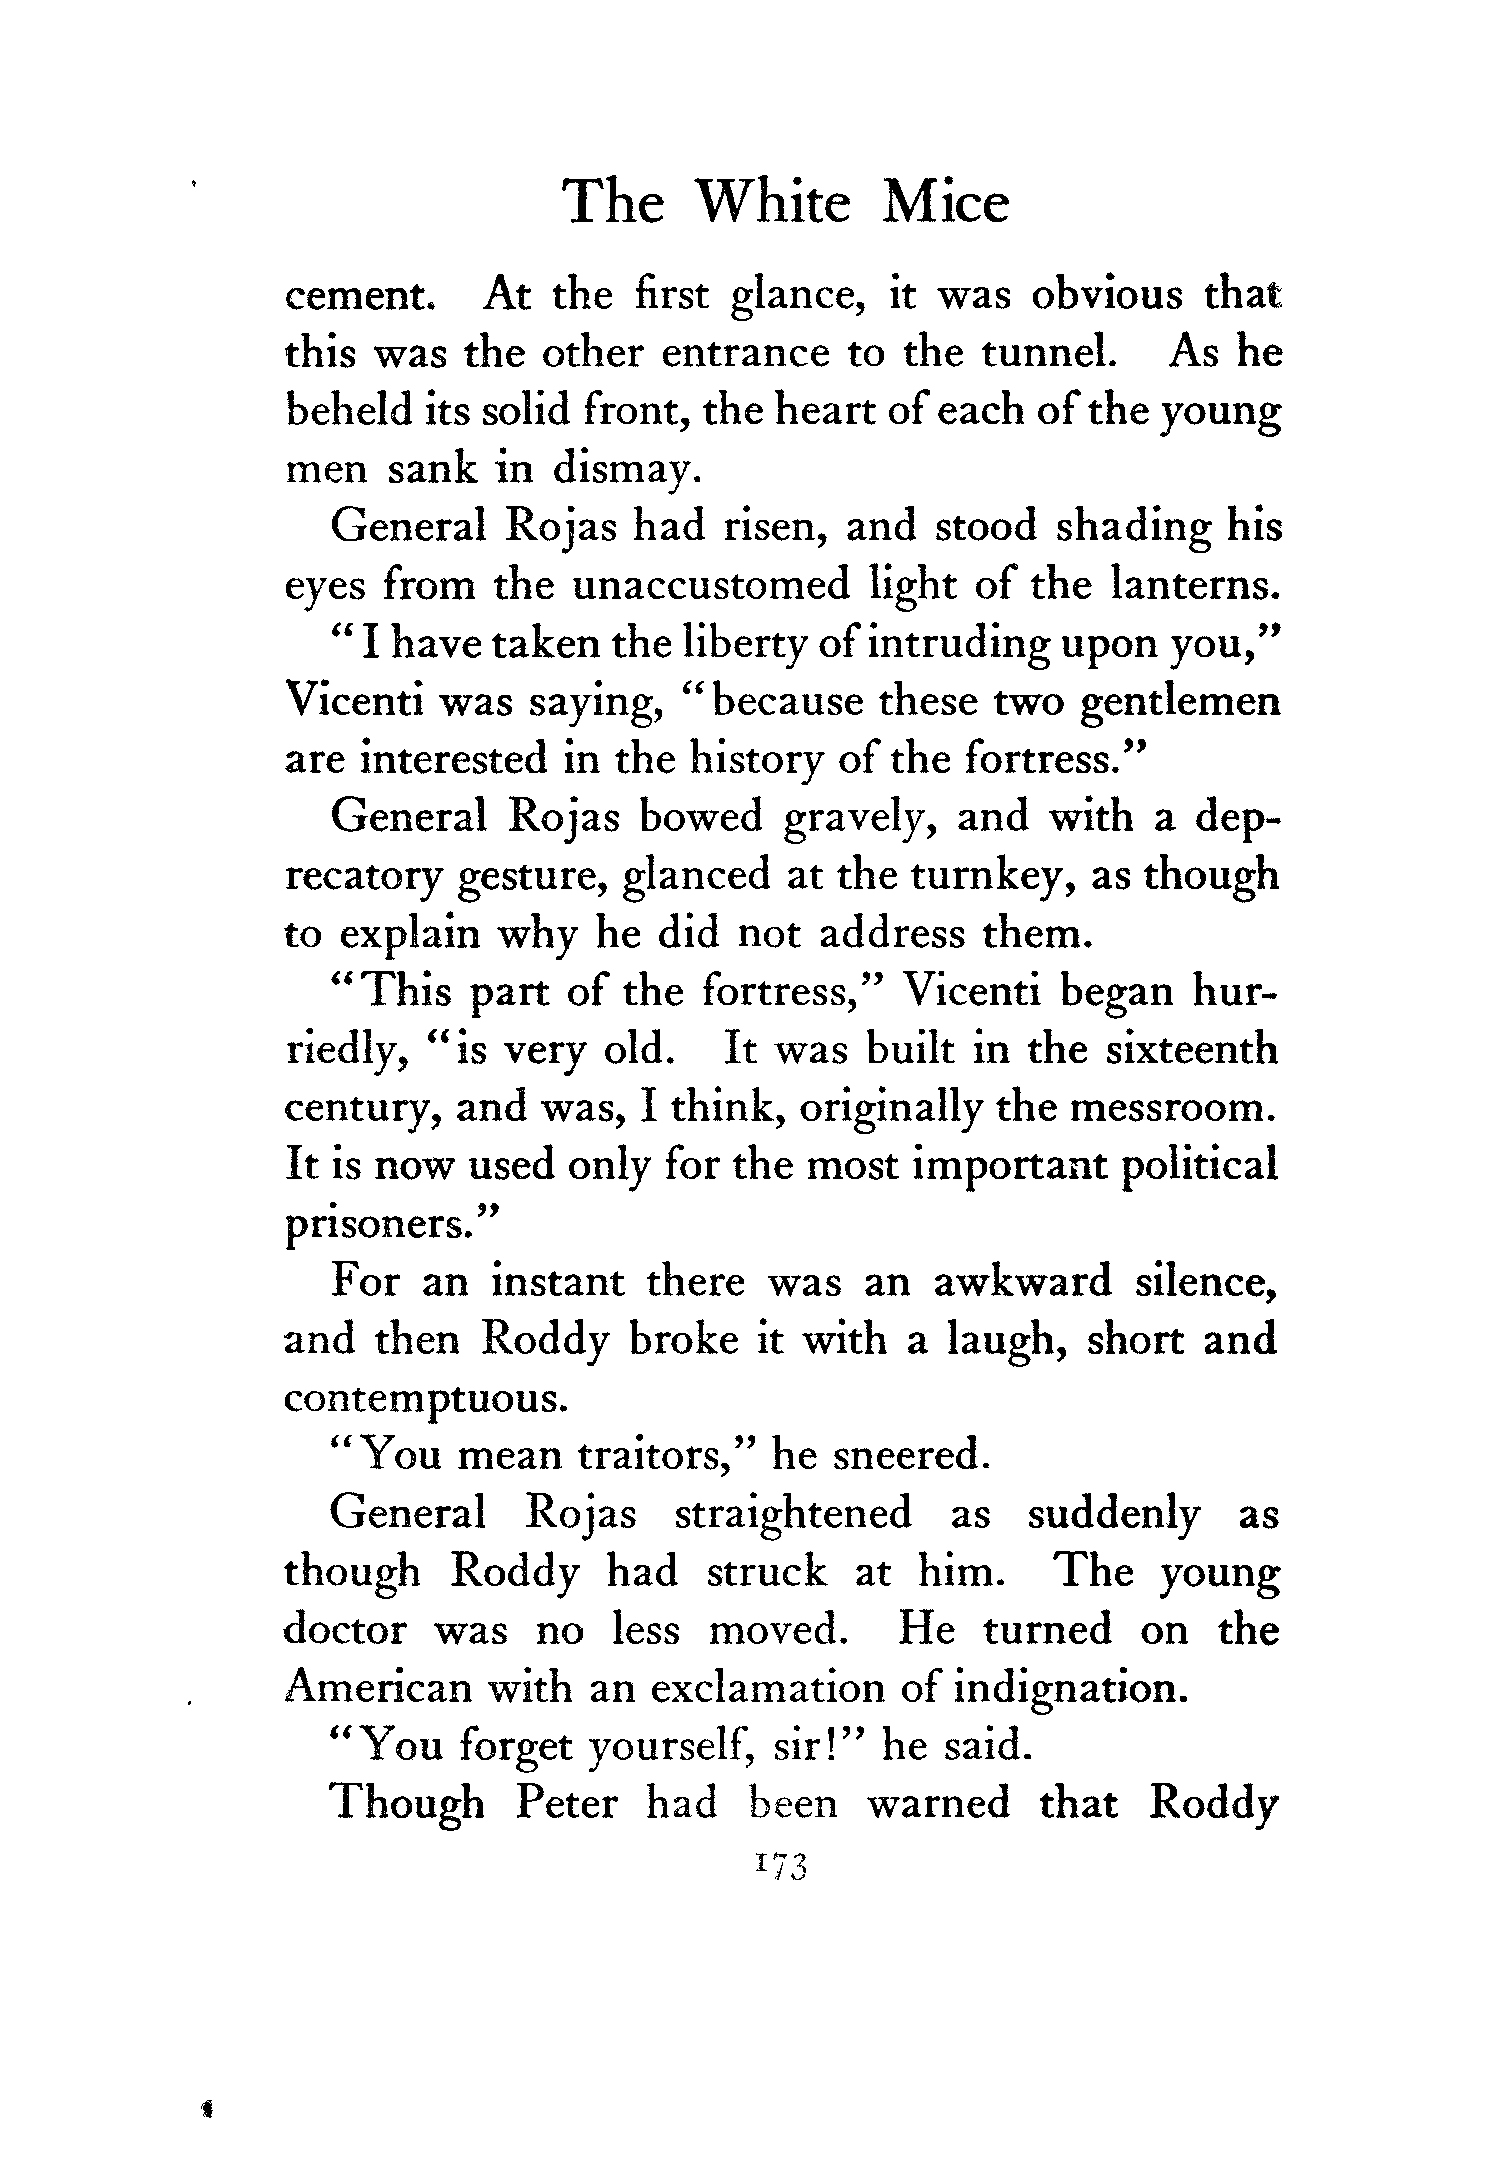 The White Mice
cement. At the first glance, it was obvious that
this was the other entrance to the tunnel. As he
beheld its solid front, the heart of each of the young
men sank in dismay.
General Rojas had risen, and stood shading his
eyes from the unaccustomed light of the lanterns.
"I have taken the liberty of intruding upon you,"
Vicenti was saying, "because these two gentlemen
are interested in the history of the fortress."
General Rojas bowed gravely, and with a dep-
recatory gesture, glanced at the turnkey, as though
to explain why he did not address them.
"This part of the fortress," Vicenti began hur-
riedly, "is very old. It was built in the sixteenth
century, and was, I think, originally the messroom.
It is now used only for the most important political
prisoners."
For an instant there was an awkward silence,
and then Roddy broke it with a laugh, short and
contemptuous.
"You mean traitors," he sneered.
General Rojas straightened as suddenly as
though Roddy had struck at him. The young
doctor was no less moved. He turned on the
American with an exclamation of indignation.
"You forget yourself, sir!" he said.
Though Peter had been warned that Roddy
173